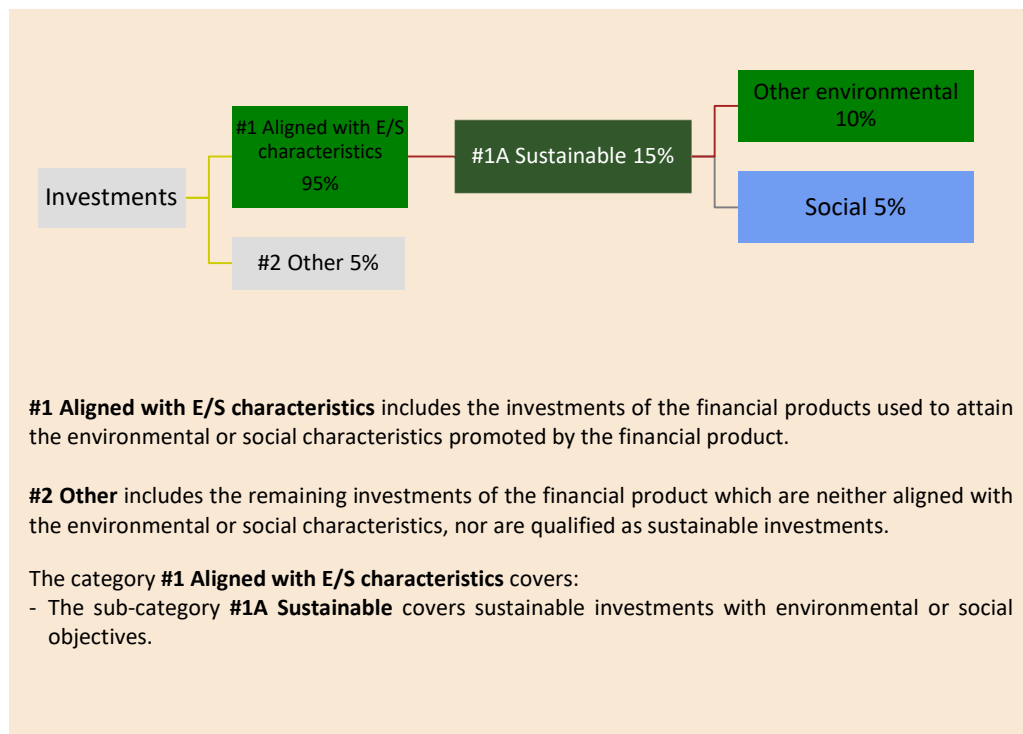 Investments
#1 Aligned with E/S
characteristics
95%
#2 Other 5%
#1A Sustainable 15%
Other environmental
10%
Social 5%
#1 Aligned with E/S characteristics includes the investments of the financial products used to attain
the environmental or social characteristics promoted by the financial product.
#2 Other includes the remaining investments of the financial product which are neither aligned with
the environmental or social characteristics, nor are qualified as sustainable investments.
The category #1 Aligned with E/S characteristics covers:
- The sub-category #1A Sustainable covers sustainable investments with environmental or social
objectives.